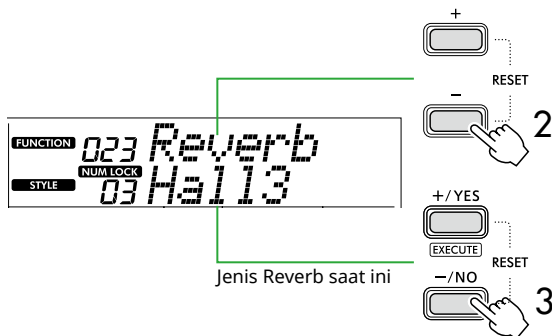 +
RESET
−
2
FUNCTION 023 Reverb
NUM LOCK
STYLE 03 Hall3
+/YES
EXECUTE
RESET
Jenis Reverb saat ini
−/NO
3